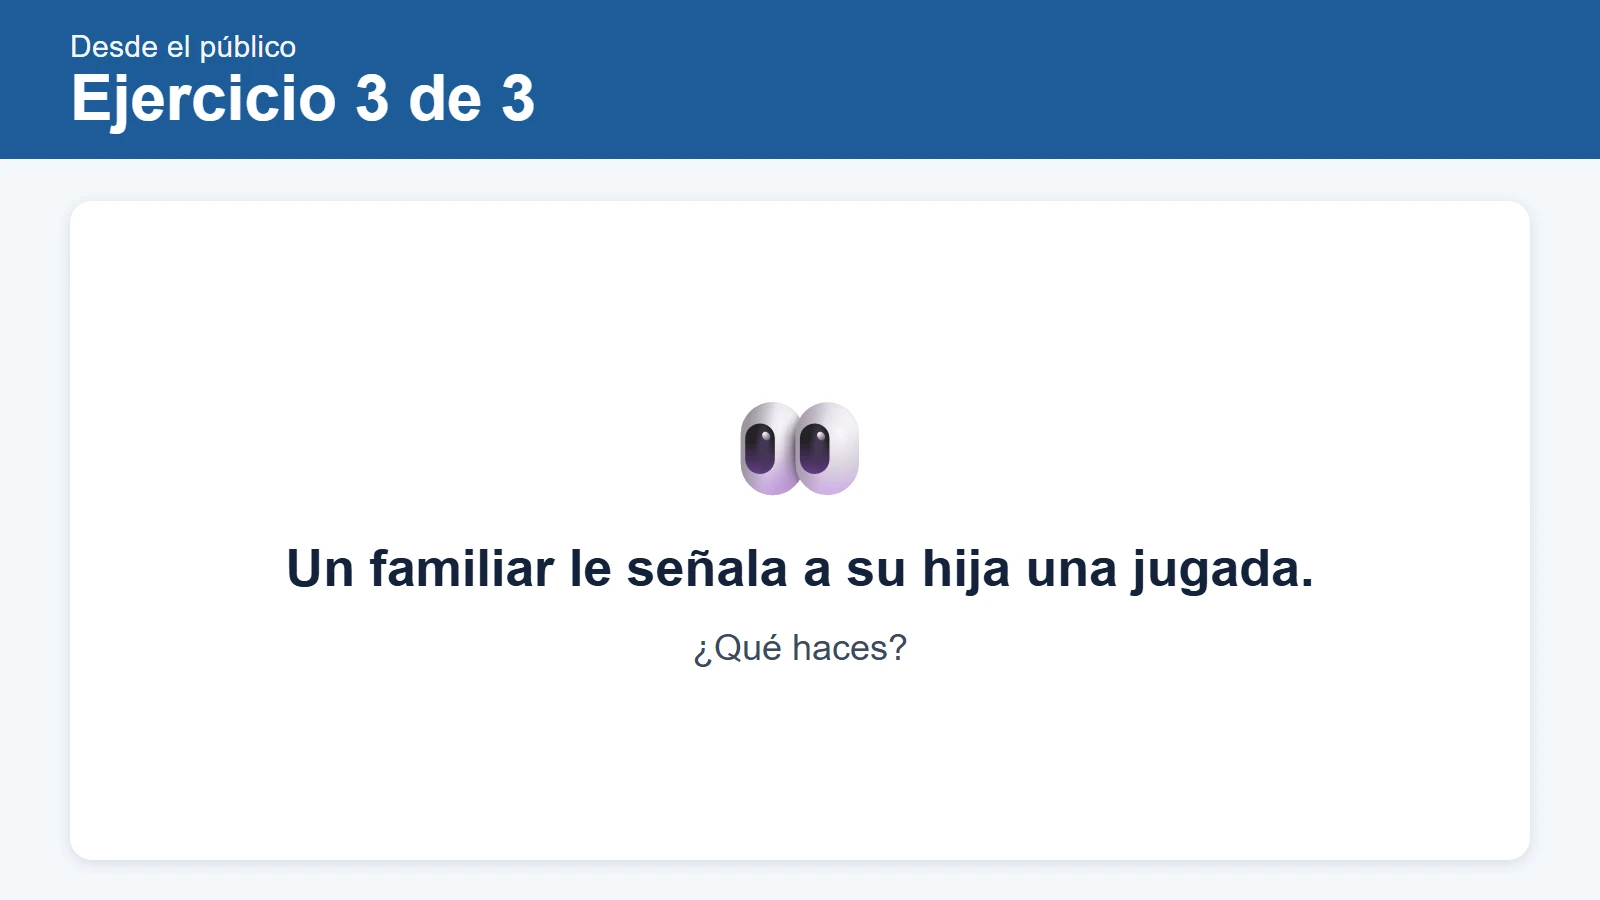 Desde el público
Ejercicio 3 de 3
Un familiar le señala a su hija una jugada.
¿Qué haces?